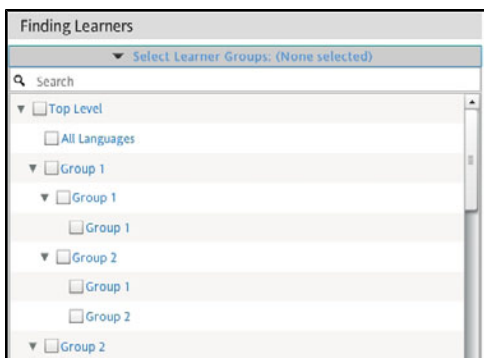 Finding Learners
Select Learner Groups: (None selected)
Search
Top Level
All Languages
Group 1
Group 1
Group 1
Group 2
Group 1
Group 2
Group 2